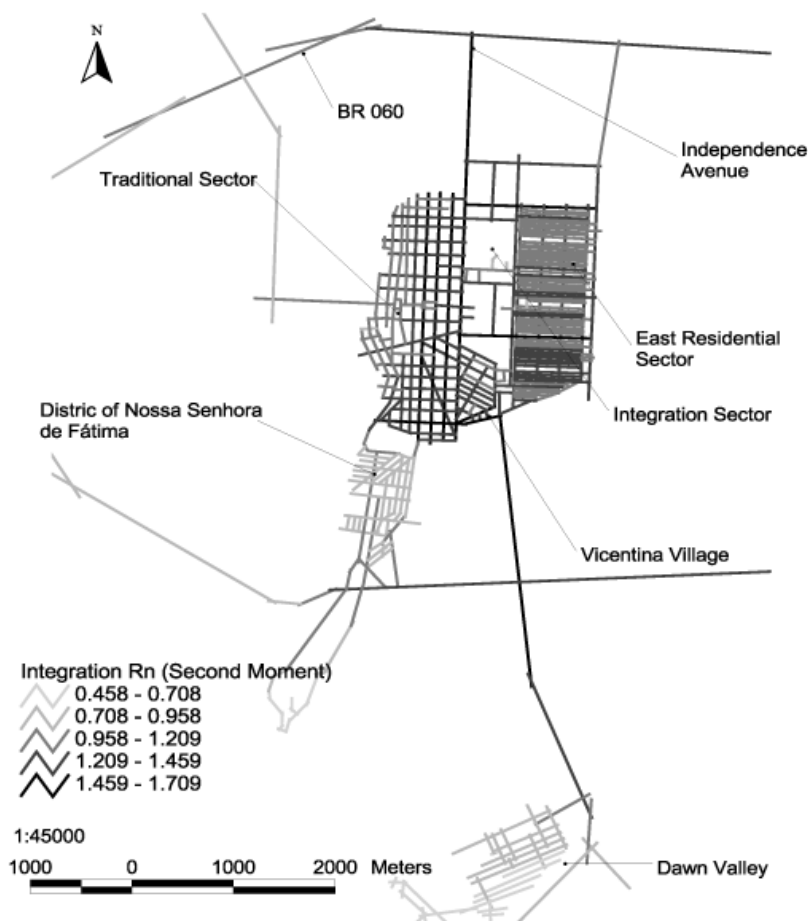 N
BR 060
Independence
Avenue
Traditional Sector
East Residential
Sector
Distric of Nossa Senhora
de Fátima
Integration Sector
Vicentina Village
Integration Rn (Second Moment)
0.458 - 0.708
0.708 - 0.958
0.958 - 1.209
1.209 - 1.459
1.459 - 1.709
1:45000
1000 0 1000 2000 Meters
Dawn Valley